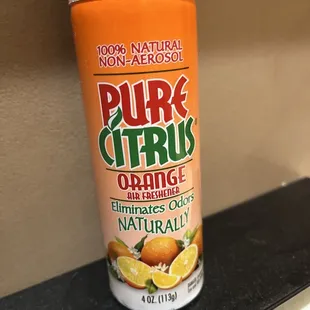 100% NATURAL
NON-AEROSOL
PURE
CITRUS
ORANGE
AIR FRESHENER
Eliminates Odors
NATURALLY
4 OZ. (113g)